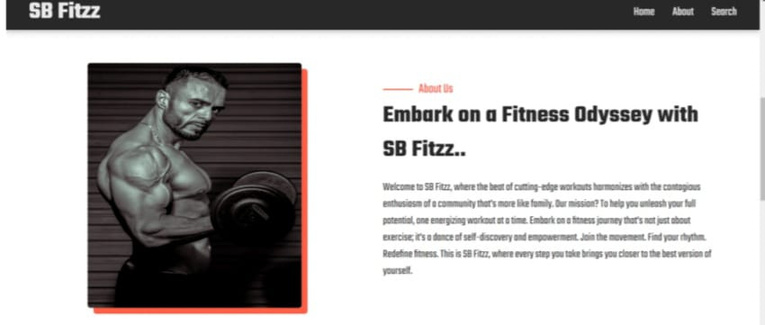 SB Fitzz
Home About Search
About Us
Embark on a Fitness Odyssey with
SB Fitzz..
Welcome to SB Fitzz, where the beat of cutting-edge workouts harmonizes with the contagious
enthusiasm of a community that's more like family. Our mission? To help you unleash your full
potential, one energizing workout at a time. Embark on a fitness journey that's not just about
exercise; it's a dance of self-discovery and empowerment. Join the movement. Find your rhythm.
Redefine fitness. This is SB Fitzz, where every step you take brings you closer to the best version of
yourself.